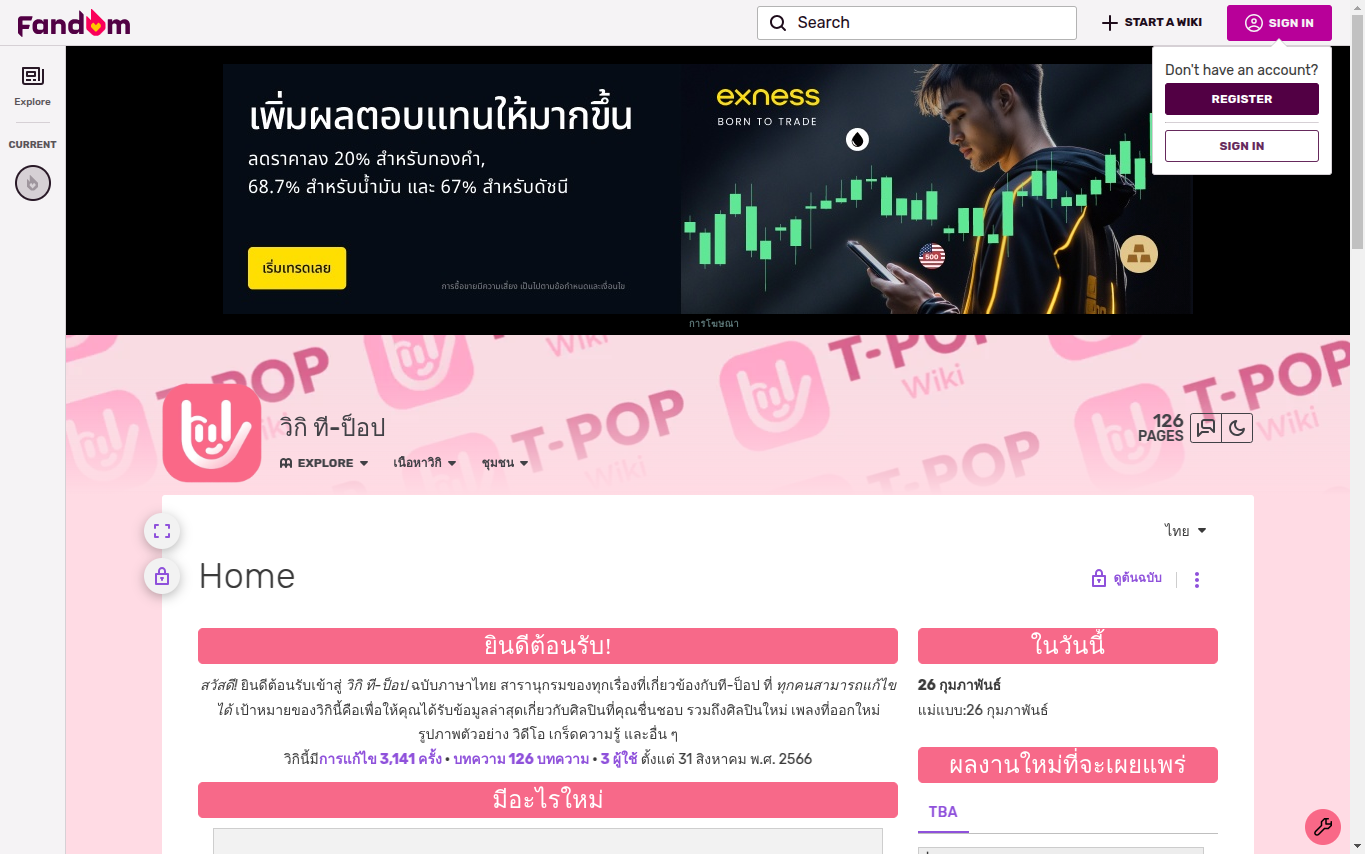 Fandom
Search
START A WIKI
SIGN IN
Don't have an account?
REGISTER
SIGN IN
Explore
CURRENT
เพิ่มผลตอบแทนให้มากขึ้น
ลดราคาลง 20% สำหรับทองคำ,
68.7% สำหรับน้ำมัน และ 67% สำหรับดัชนี
เริ่มเทรดเลย
การซื้อขายมีความเสี่ยง เป็นไปตามข้อกำหนดและเงื่อนไข
exness
BORN TO TRADE
500
การโฆษณา
T-POP
Wiki
T-POP
Wiki
T-POP
Wiki
T-POP
T-POP
วิกิ ที-ป็อป
126
PAGES
EXPLORE
เนื้อหาวิกิ
ชุมชน
ไทย
Home
ดูต้นฉบับ
ยินดีต้อนรับ!
สวัสดี! ยินดีต้อนรับเข้าสู่ วิกิ ที-ป็อป ฉบับภาษาไทย สารานุกรมของทุกเรื่องที่เกี่ยวข้องกับที-ป็อป ที่ ทุกคนสามารถแก้ไข
ได้ เป้าหมายของวิกินี้คือเพื่อให้คุณได้รับข้อมูลล่าสุดเกี่ยวกับศิลปินที่คุณชื่นชอบ รวมถึงศิลปินใหม่ เพลงที่ออกใหม่
รูปภาพตัวอย่าง วิดีโอ เกร็ดความรู้ และอื่น ๆ
วิกินี้มีการแก้ไข 3,141 ครั้ง • บทความ 126 บทความ • 3 ผู้ใช้ ตั้งแต่ 31 สิงหาคม พ.ศ. 2566
มีอะไรใหม่
ในวันนี้
26 กุมภาพันธ์
แม่แบบ:26 กุมภาพันธ์
ผลงานใหม่ที่จะเผยแพร่
TBA